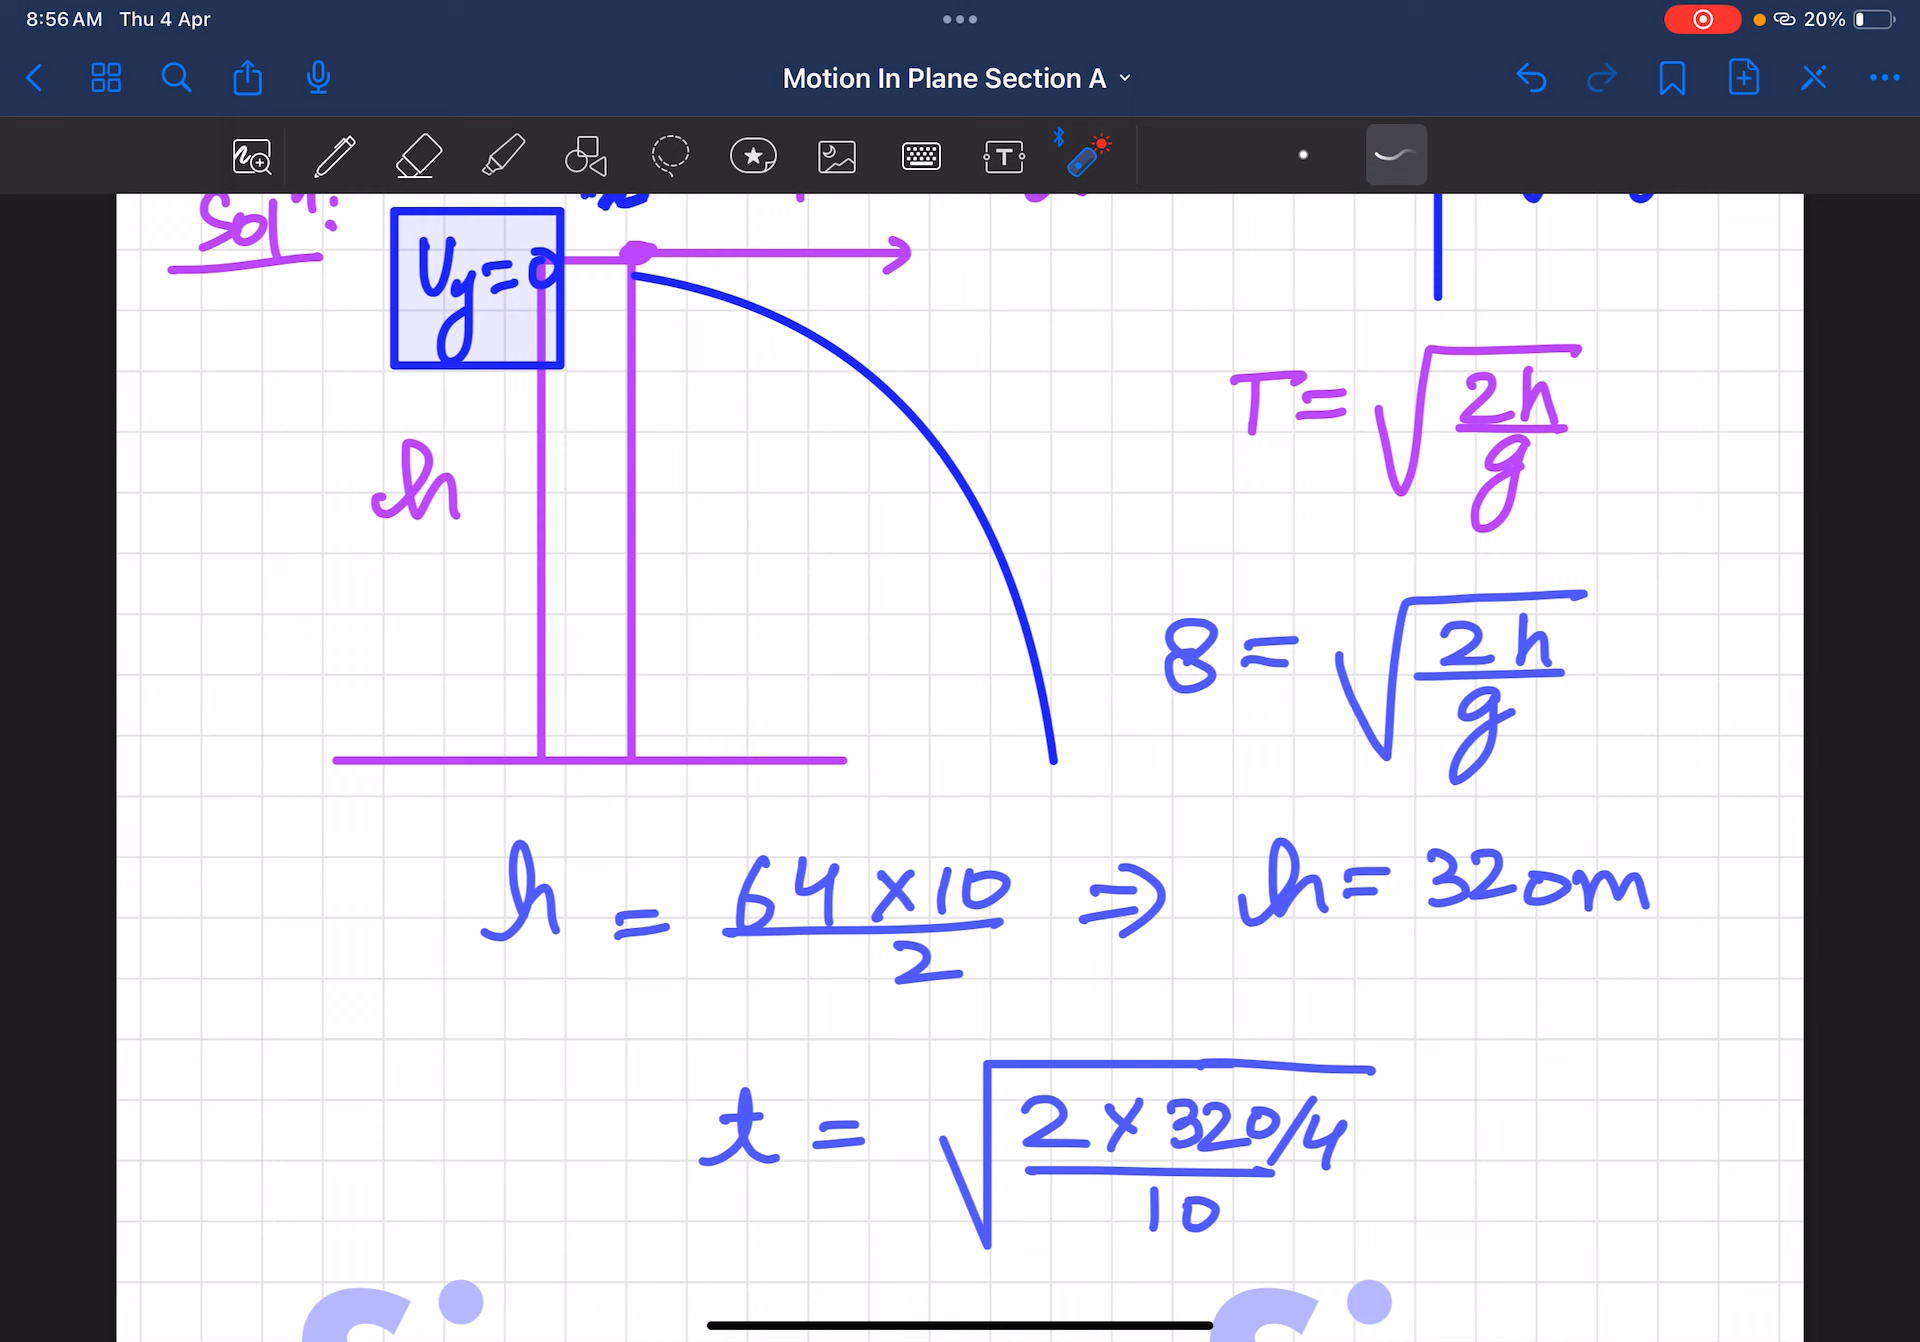 8:56 AM Thu 4 Apr
20%
Motion In Plane Section A
T
Solⁿ:
Uy=0
T=√(2h/g)
h
8=√(2h/g)
h = 64×10/2 ⇒ h= 320m
t = √((2×320/4)/10)